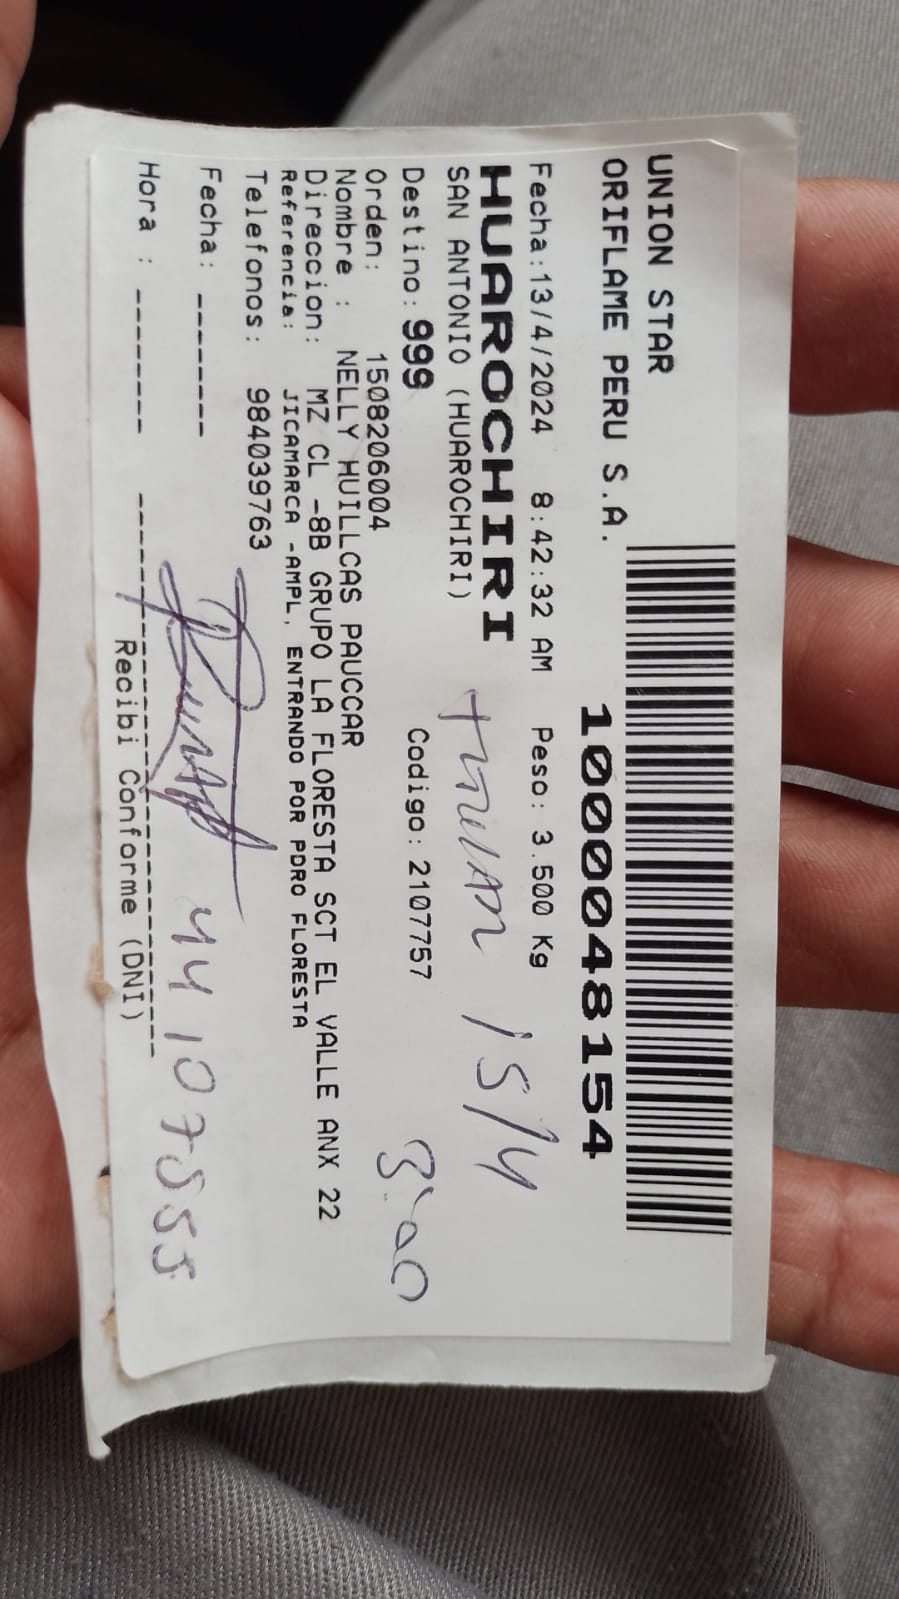 UNION STAR
ORIFLAME PERU S.A.
1000048154
Fecha:13/4/2024 8:42:32 AM Peso: 3.500 Kg
HUAROCHIRI
SAN ANTONIO (HUAROCHIRI) 15/4
Destino: 999 Codigo: 2107757
3:00
Orden: 1508206004
Nombre : NELLY HUILLCAS PAUCCAR
Direccion: MZ CL -8B GRUPO LA FLORESTA SCT EL VALLE ANX 22
Referencia: JICAMARCA -AMPL. ENTRANDO POR PDRO FLORESTA
Telefonos: 984039763
Fecha: -------
44107555
Hora : -------
Recibi Conforme (DNI)